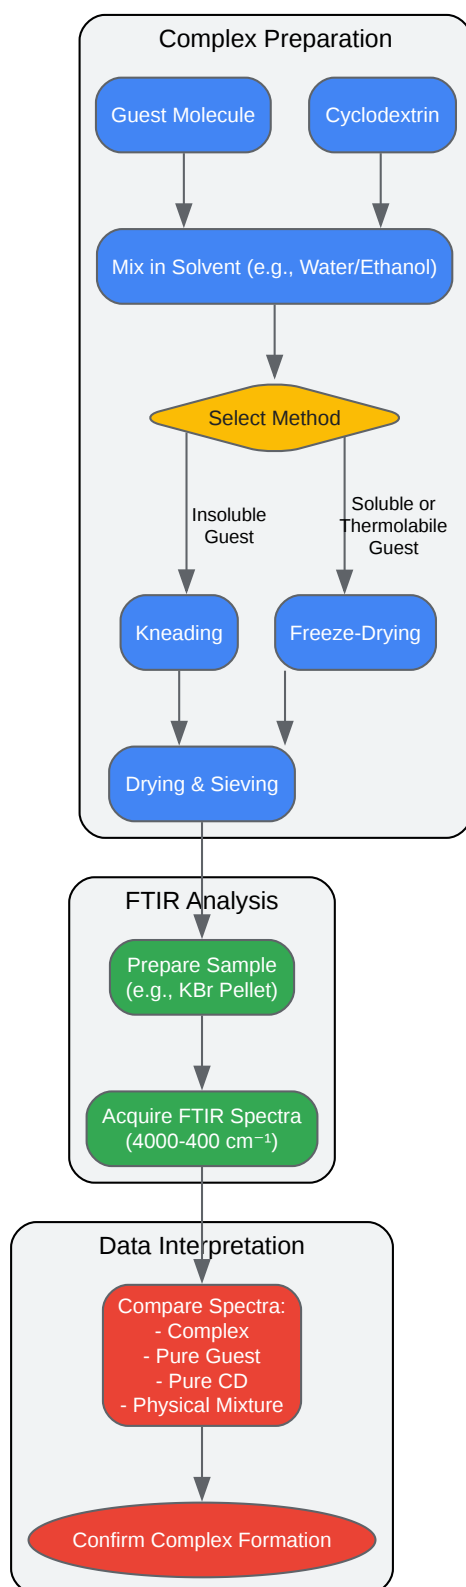 Complex Preparation
Guest Molecule
Cyclodextrin
Mix in Solvent (e.g., Water/Ethanol)
Select Method
Insoluble
Guest
Soluble or
Thermolabile
Guest
Kneading
Freeze-Drying
Drying & Sieving
FTIR Analysis
Prepare Sample
(e.g., KBr Pellet)
Acquire FTIR Spectra
(4000-400 cm⁻¹)
Data Interpretation
Compare Spectra:
- Complex
- Pure Guest
- Pure CD
- Physical Mixture
Confirm Complex Formation